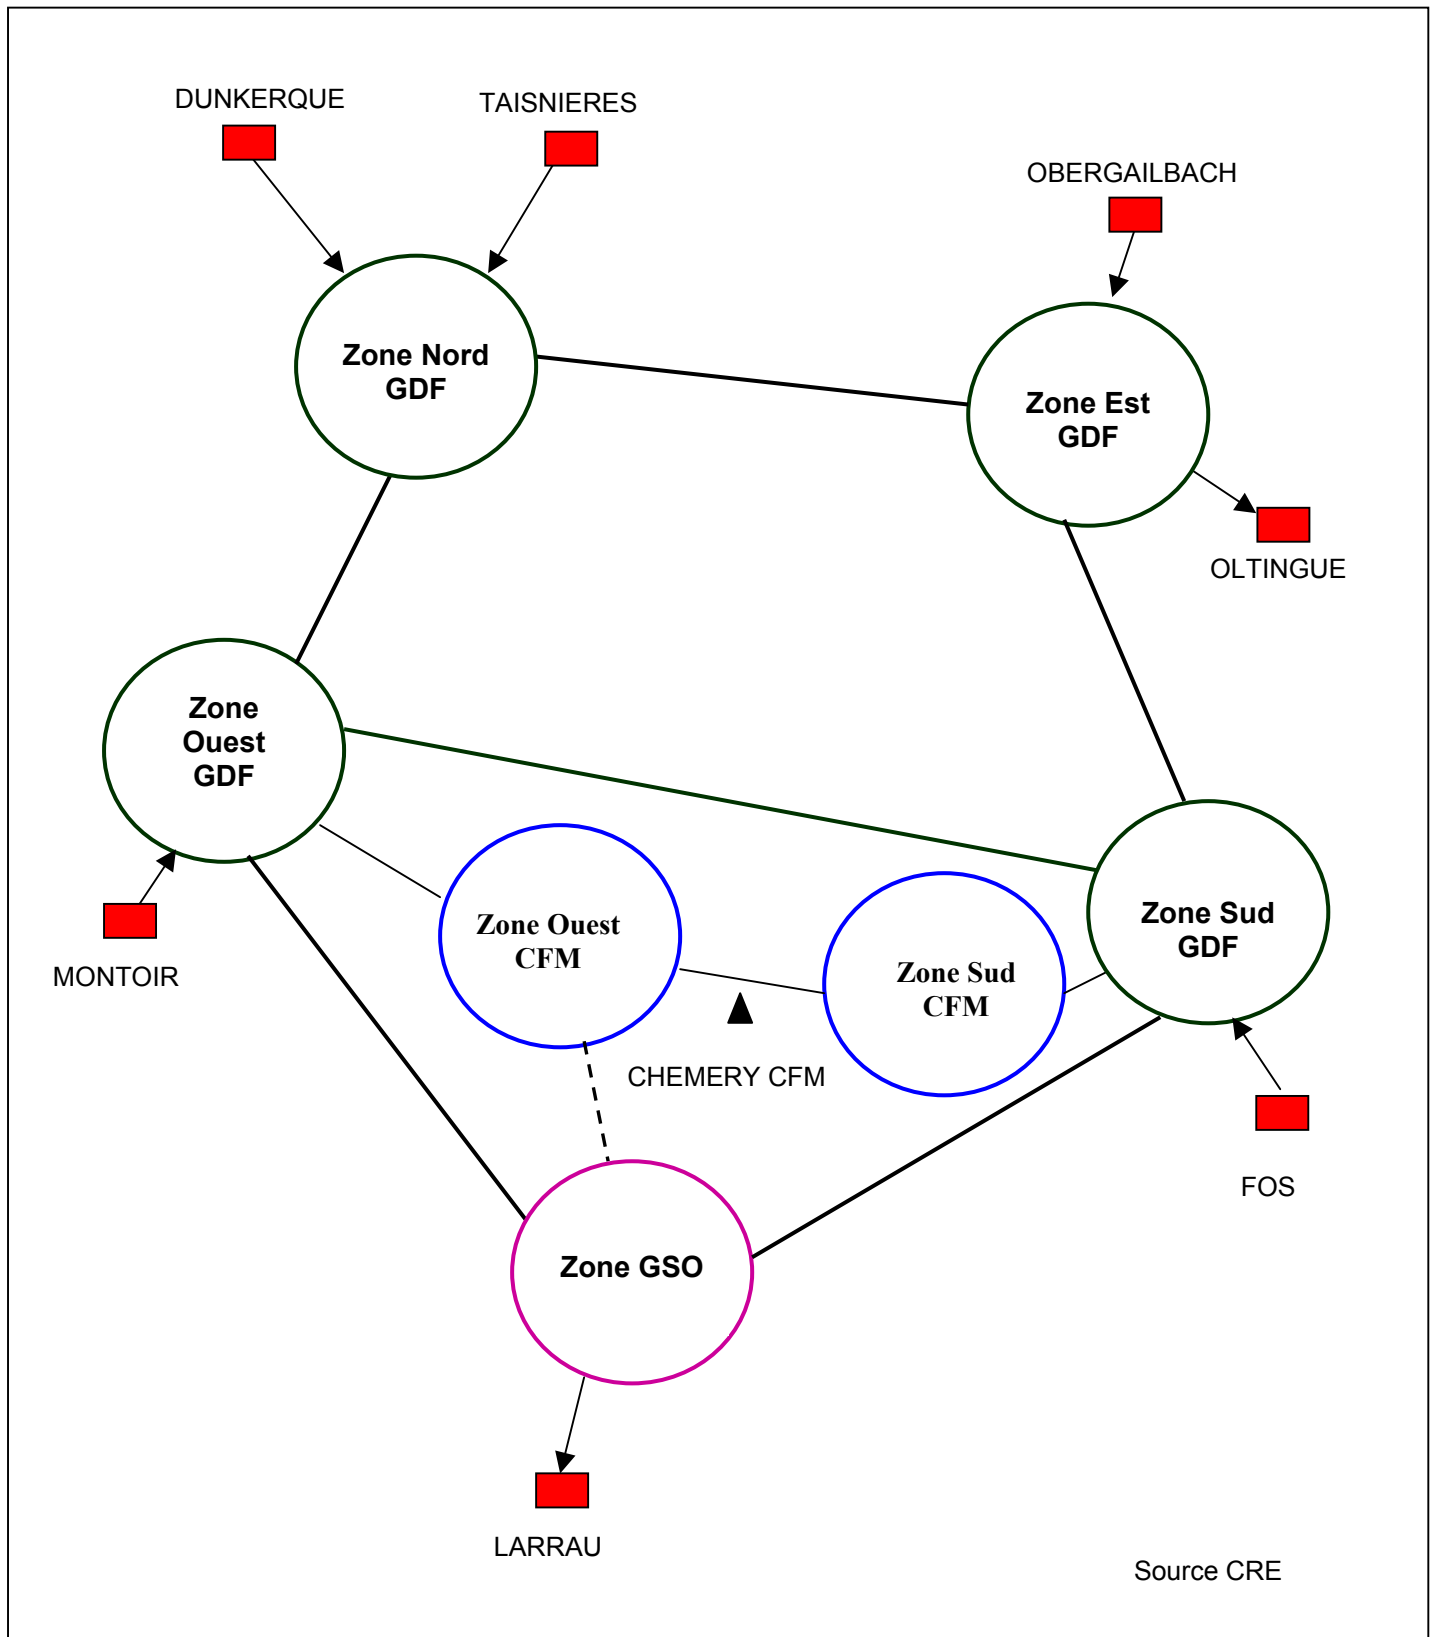 DUNKERQUE
TAISNIERES
OBERGAILBACH
Zone Nord
GDF
Zone Est
GDF
OLTINGUE
Zone
Ouest
GDF
Zone Ouest
CFM
Zone Sud
CFM
Zone Sud
GDF
MONTOIR
CHEMERY CFM
FOS
Zone GSO
LARRAU
Source CRE